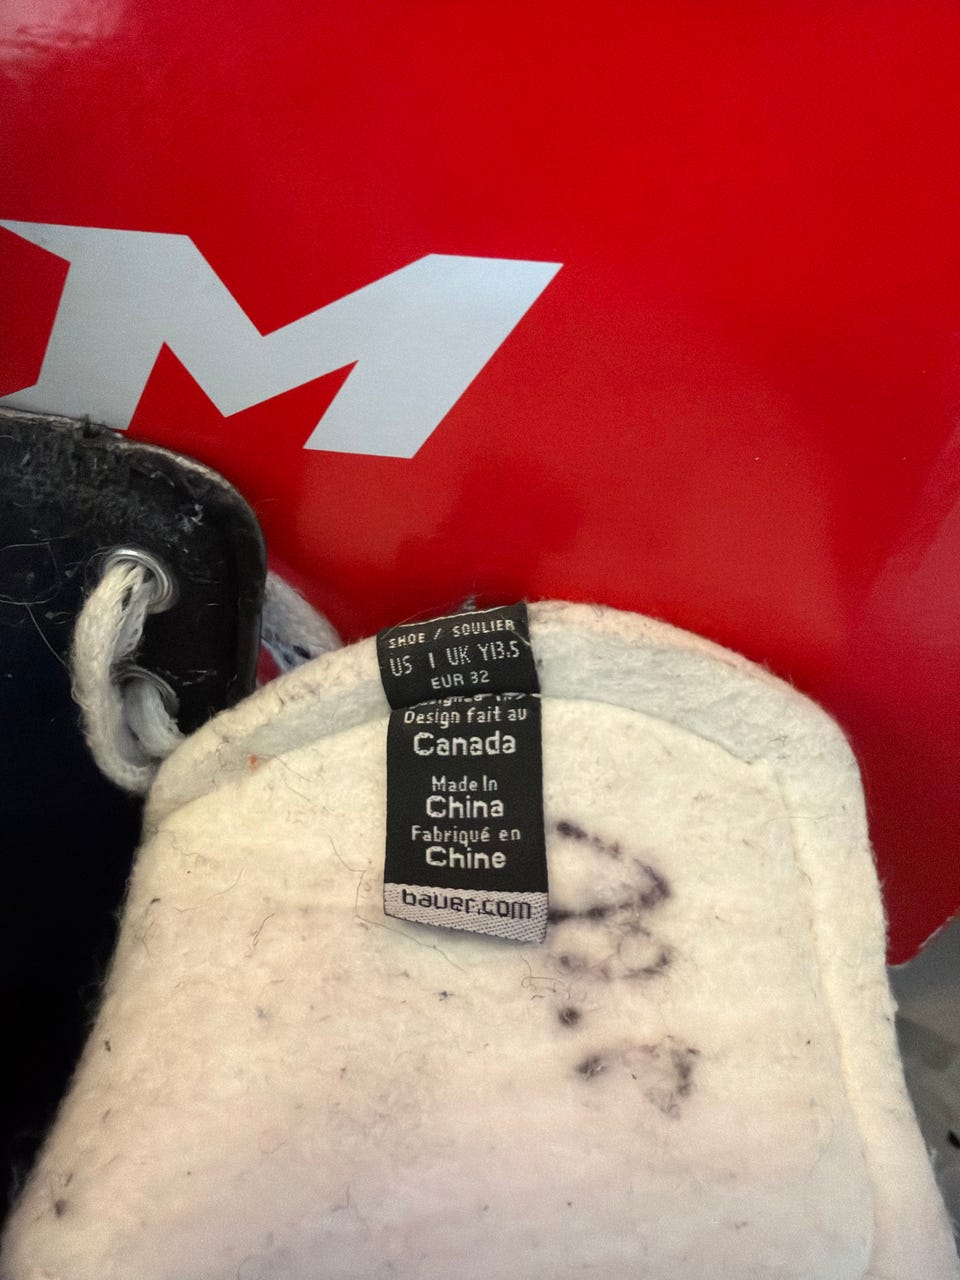 M
SHOE / SOULIER
US 1 UK Y13.5
EUR 32
Design fait au
Canada
Made In
China
Fabriqué en
Chine
bauer.com